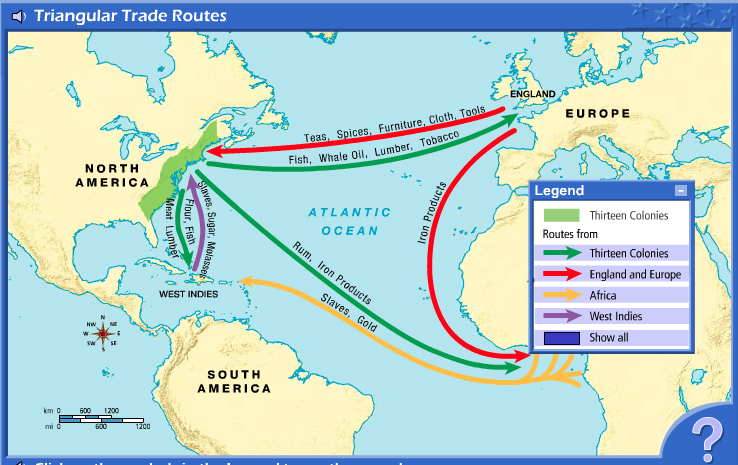 Triangular Trade Routes
ENGLAND
EUROPE
Teas, Spices, Furniture, Cloth, Tools
Fish, Whale Oil, Lumber, Tobacco
NORTH
AMERICA
Legend
Thirteen Colonies
Routes from
Thirteen Colonies
England and Europe
Africa
West Indies
Show all
Meat Lumber
Flour, Fish
Slaves, Sugar, Molasses
ATLANTIC
OCEAN
Iron Products
Rum, Iron Products
Slaves, Gold
WEST INDIES
N
NW NE
W E
SW SE
S
SOUTH
AMERICA
km 0 600 1200
mi 0 600 1200
?